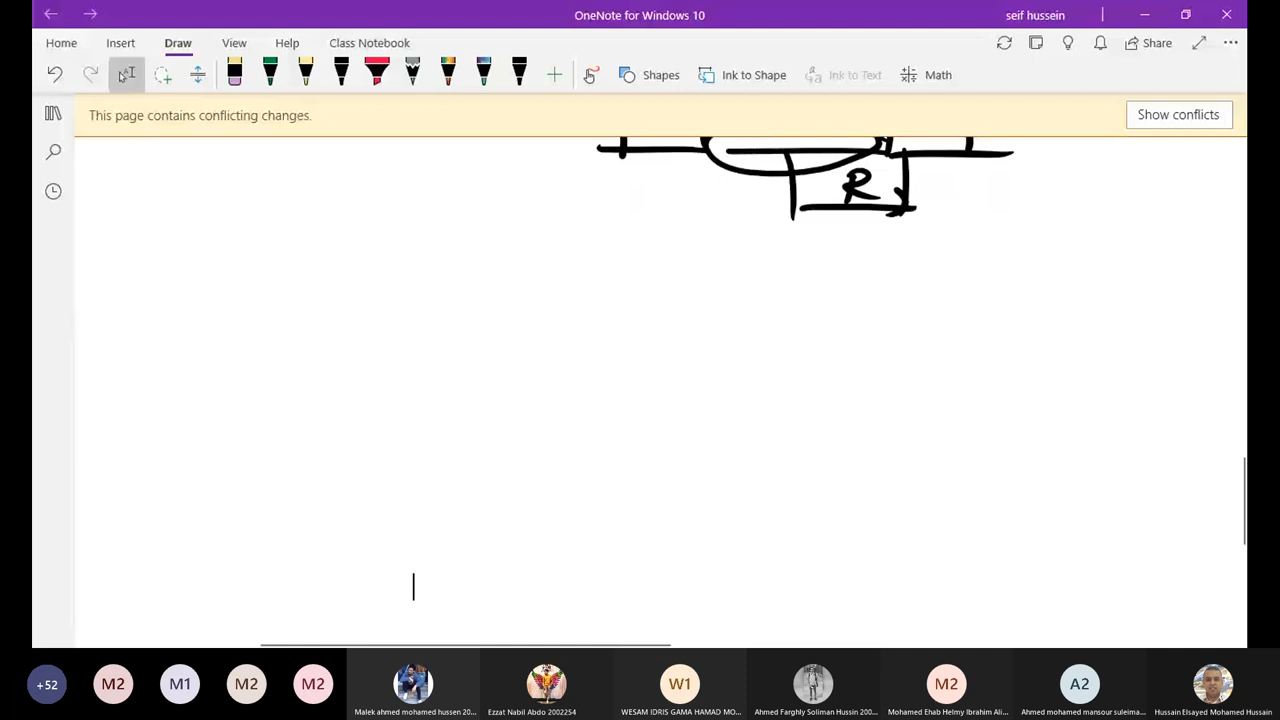 OneNote for Windows 10
seif hussein
Home Insert Draw View Help Class Notebook
Share
Shapes Ink to Shape Ink to Text Math
This page contains conflicting changes.
Show conflicts
R
+52 M2 M1 M2 M2 W1 M2 A2
Malek ahmed mohamed hussen 20... Ezzat Nabil Abdo 2002254 WESAM IDRIS GAMA HAMAD MO... Ahmed Farghly Soliman Hussin 200... Mohamed Ehab Helmy Ibrahim Ali... Ahmed mohamed mansour suleima... Hussain Elsayed Mohamed Hussain